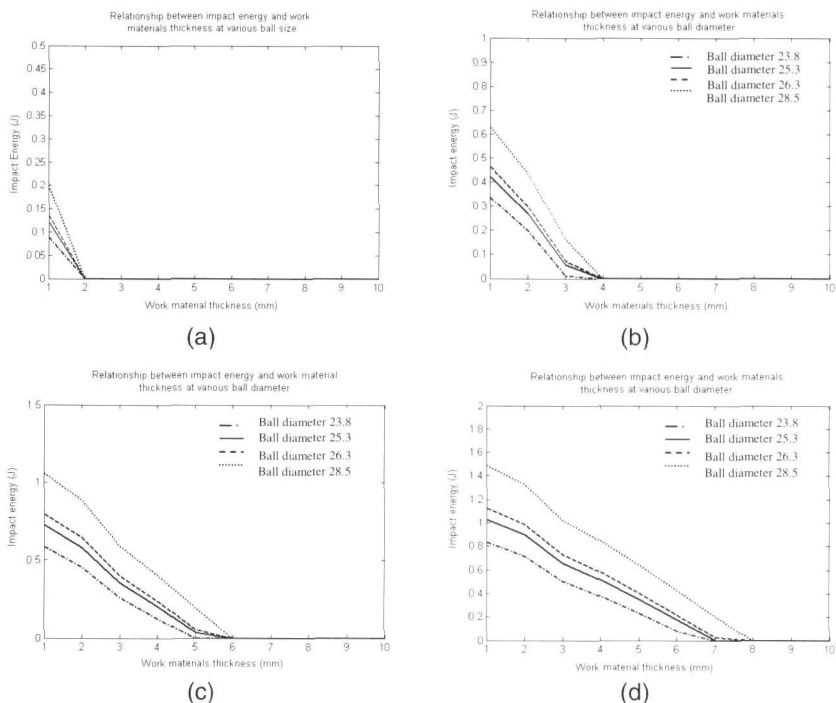 Relationship between impact energy and work
materials thickness at various ball size
0.5
0.45
0.4
0.35
0.3
0.25
0.2
0.15
0.1
0.05
0
Impact Energy (J)
1 2 3 4 5 6 7 8 9 10
Work material thickness (mm)
(a)
Relationship between impact energy and work materials
thickness at various ball diameter
Ball diameter 23.8
Ball diameter 25.3
Ball diameter 26.3
Ball diameter 28.5
1
0.9
0.8
0.7
0.6
0.5
0.4
0.3
0.2
0.1
0
Impact energy (J)
1 2 3 4 5 6 7 8 9 10
Work materials thickness (mm)
(b)
Relationship between impact energy and work material
thickness at various ball diameter
Ball diameter 23.8
Ball diameter 25.3
Ball diameter 26.3
Ball diameter 28.5
1.5
1
0.5
0
Impact energy (J)
1 2 3 4 5 6 7 8 9 10
Work materials thickness (mm)
(c)
Relationship between impact energy and work materials
thickness at various ball diameter
Ball diameter 23.8
Ball diameter 25.3
Ball diameter 26.3
Ball diameter 28.5
2
1.8
1.6
1.4
1.2
1
0.8
0.6
0.4
0.2
0
Impact energy (J)
1 2 3 4 5 6 7 8 9 10
Work material thickness (mm)
(d)